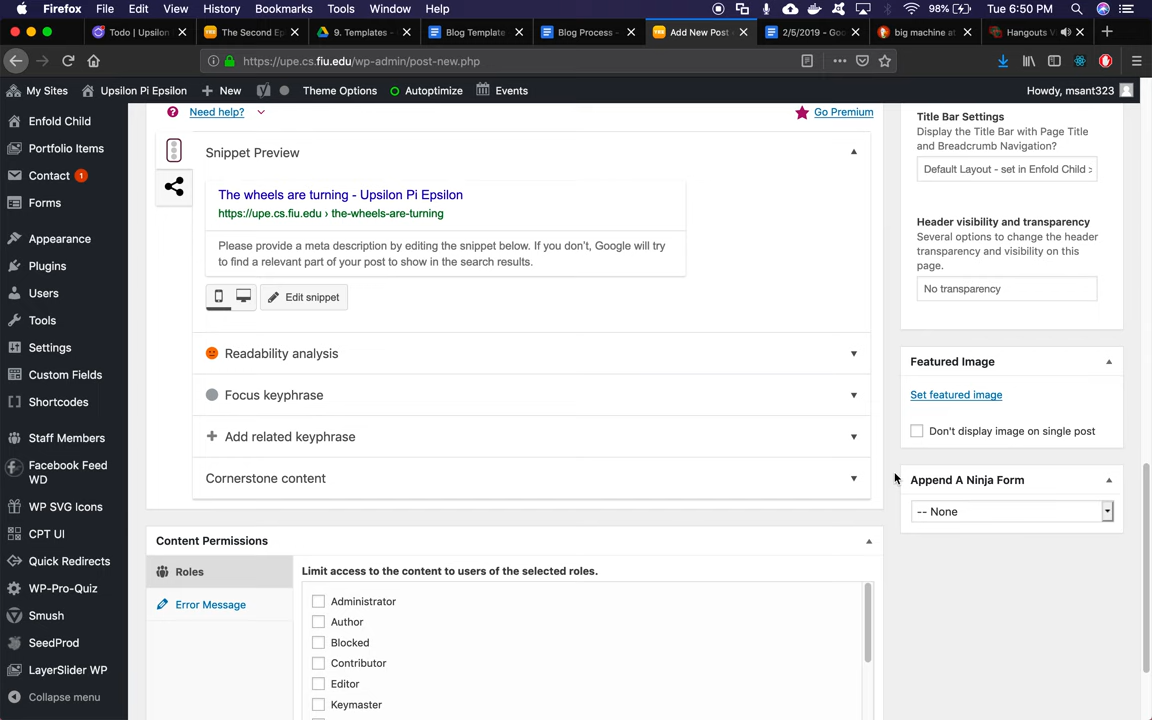 Firefox File Edit View History Bookmarks Tools Window Help 98% Tue 6:50 PM
Todo | Upsilon The Second Ep 9. Templates - Blog Template Blog Process - Add New Post 2/5/2019 - Goo big machine at Hangouts V
https://upe.cs.fiu.edu/wp-admin/post-new.php
My Sites Upsilon Pi Epsilon New Theme Options Autoptimize Events Howdy, msant323
Enfold Child
Portfolio Items
Contact 1
Forms
Appearance
Plugins
Users
Tools
Settings
Custom Fields
Shortcodes
Staff Members
Facebook Feed
WD
WP SVG Icons
CPT UI
Quick Redirects
WP-Pro-Quiz
Smush
SeedProd
LayerSlider WP
Collapse menu
Need help?
Go Premium
Snippet Preview
The wheels are turning - Upsilon Pi Epsilon
https://upe.cs.fiu.edu › the-wheels-are-turning
Please provide a meta description by editing the snippet below. If you don't, Google will try
to find a relevant part of your post to show in the search results.
Edit snippet
Readability analysis
Focus keyphrase
Add related keyphrase
Cornerstone content
Content Permissions
Roles
Error Message
Limit access to the content to users of the selected roles.
Administrator
Author
Blocked
Contributor
Editor
Keymaster
Title Bar Settings
Display the Title Bar with Page Title
and Breadcrumb Navigation?
Default Layout - set in Enfold Child >
Header visibility and transparency
Several options to change the header
transparency and visibility on this
page.
No transparency
Featured Image
Set featured image
Don't display image on single post
Append A Ninja Form
-- None